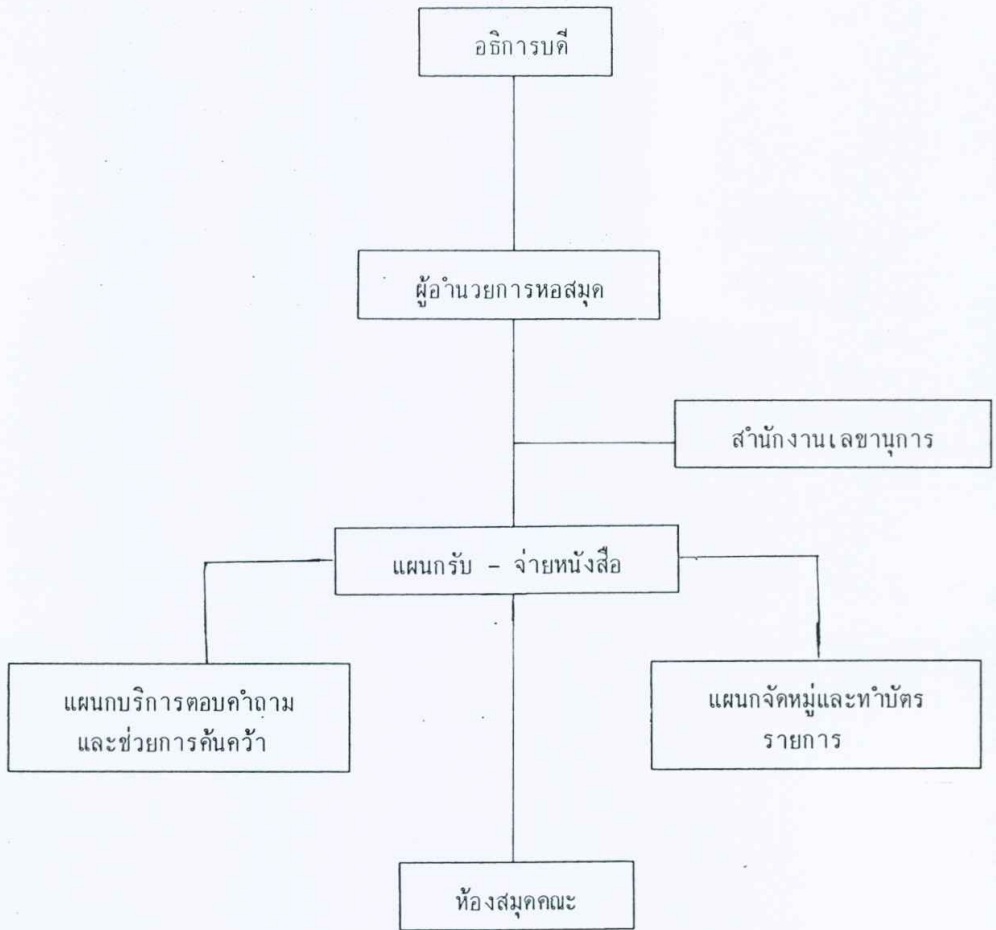 อธิการบดี
ผู้อำนวยการหอสมุด
สำนักงานเลขานุการ
แผนกรับ - จ่ายหนังสือ
แผนกบริการตอบคำถาม
และช่วยการค้นคว้า
แผนกจัดหมู่และทำบัตร
รายการ
ห้องสมุดคณะ